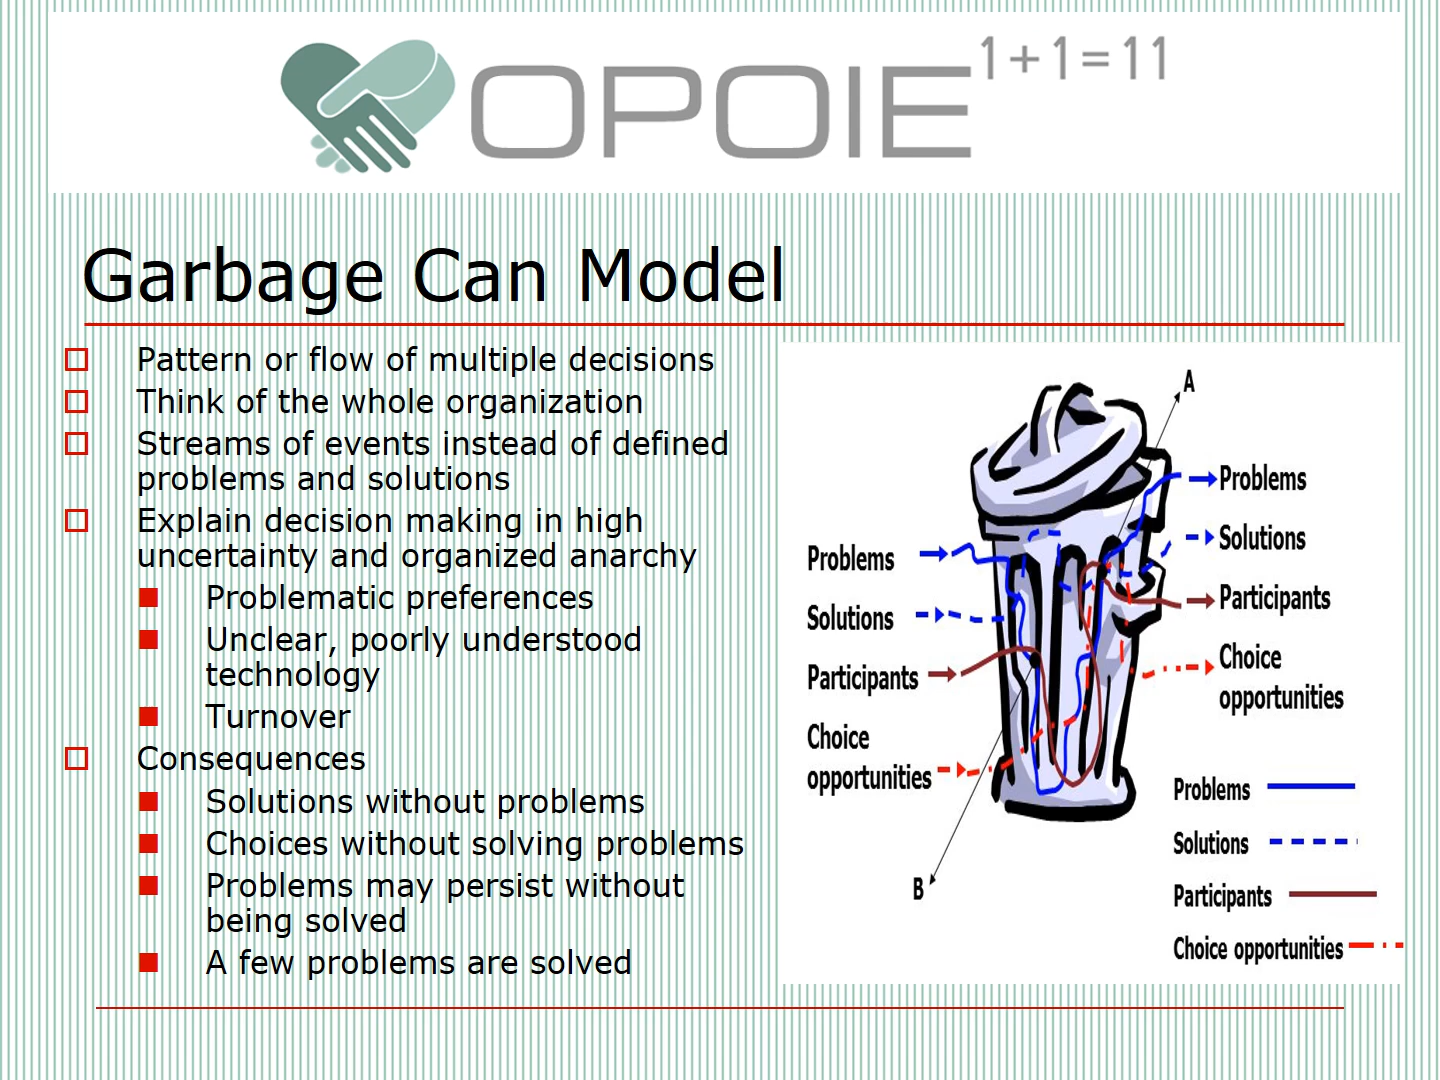 OPOIE 1+1=11
Garbage Can Model
Pattern or flow of multiple decisions
Think of the whole organization
Streams of events instead of defined
problems and solutions
Explain decision making in high
uncertainty and organized anarchy
Problematic preferences
Unclear, poorly understood
technology
Turnover
Consequences
Solutions without problems
Choices without solving problems
Problems may persist without
being solved
A few problems are solved
A
Problems
Solutions
Participants
Choice
opportunities
Problems
Solutions
Participants
Choice
opportunities
B
Problems
Solutions
Participants
Choice opportunities